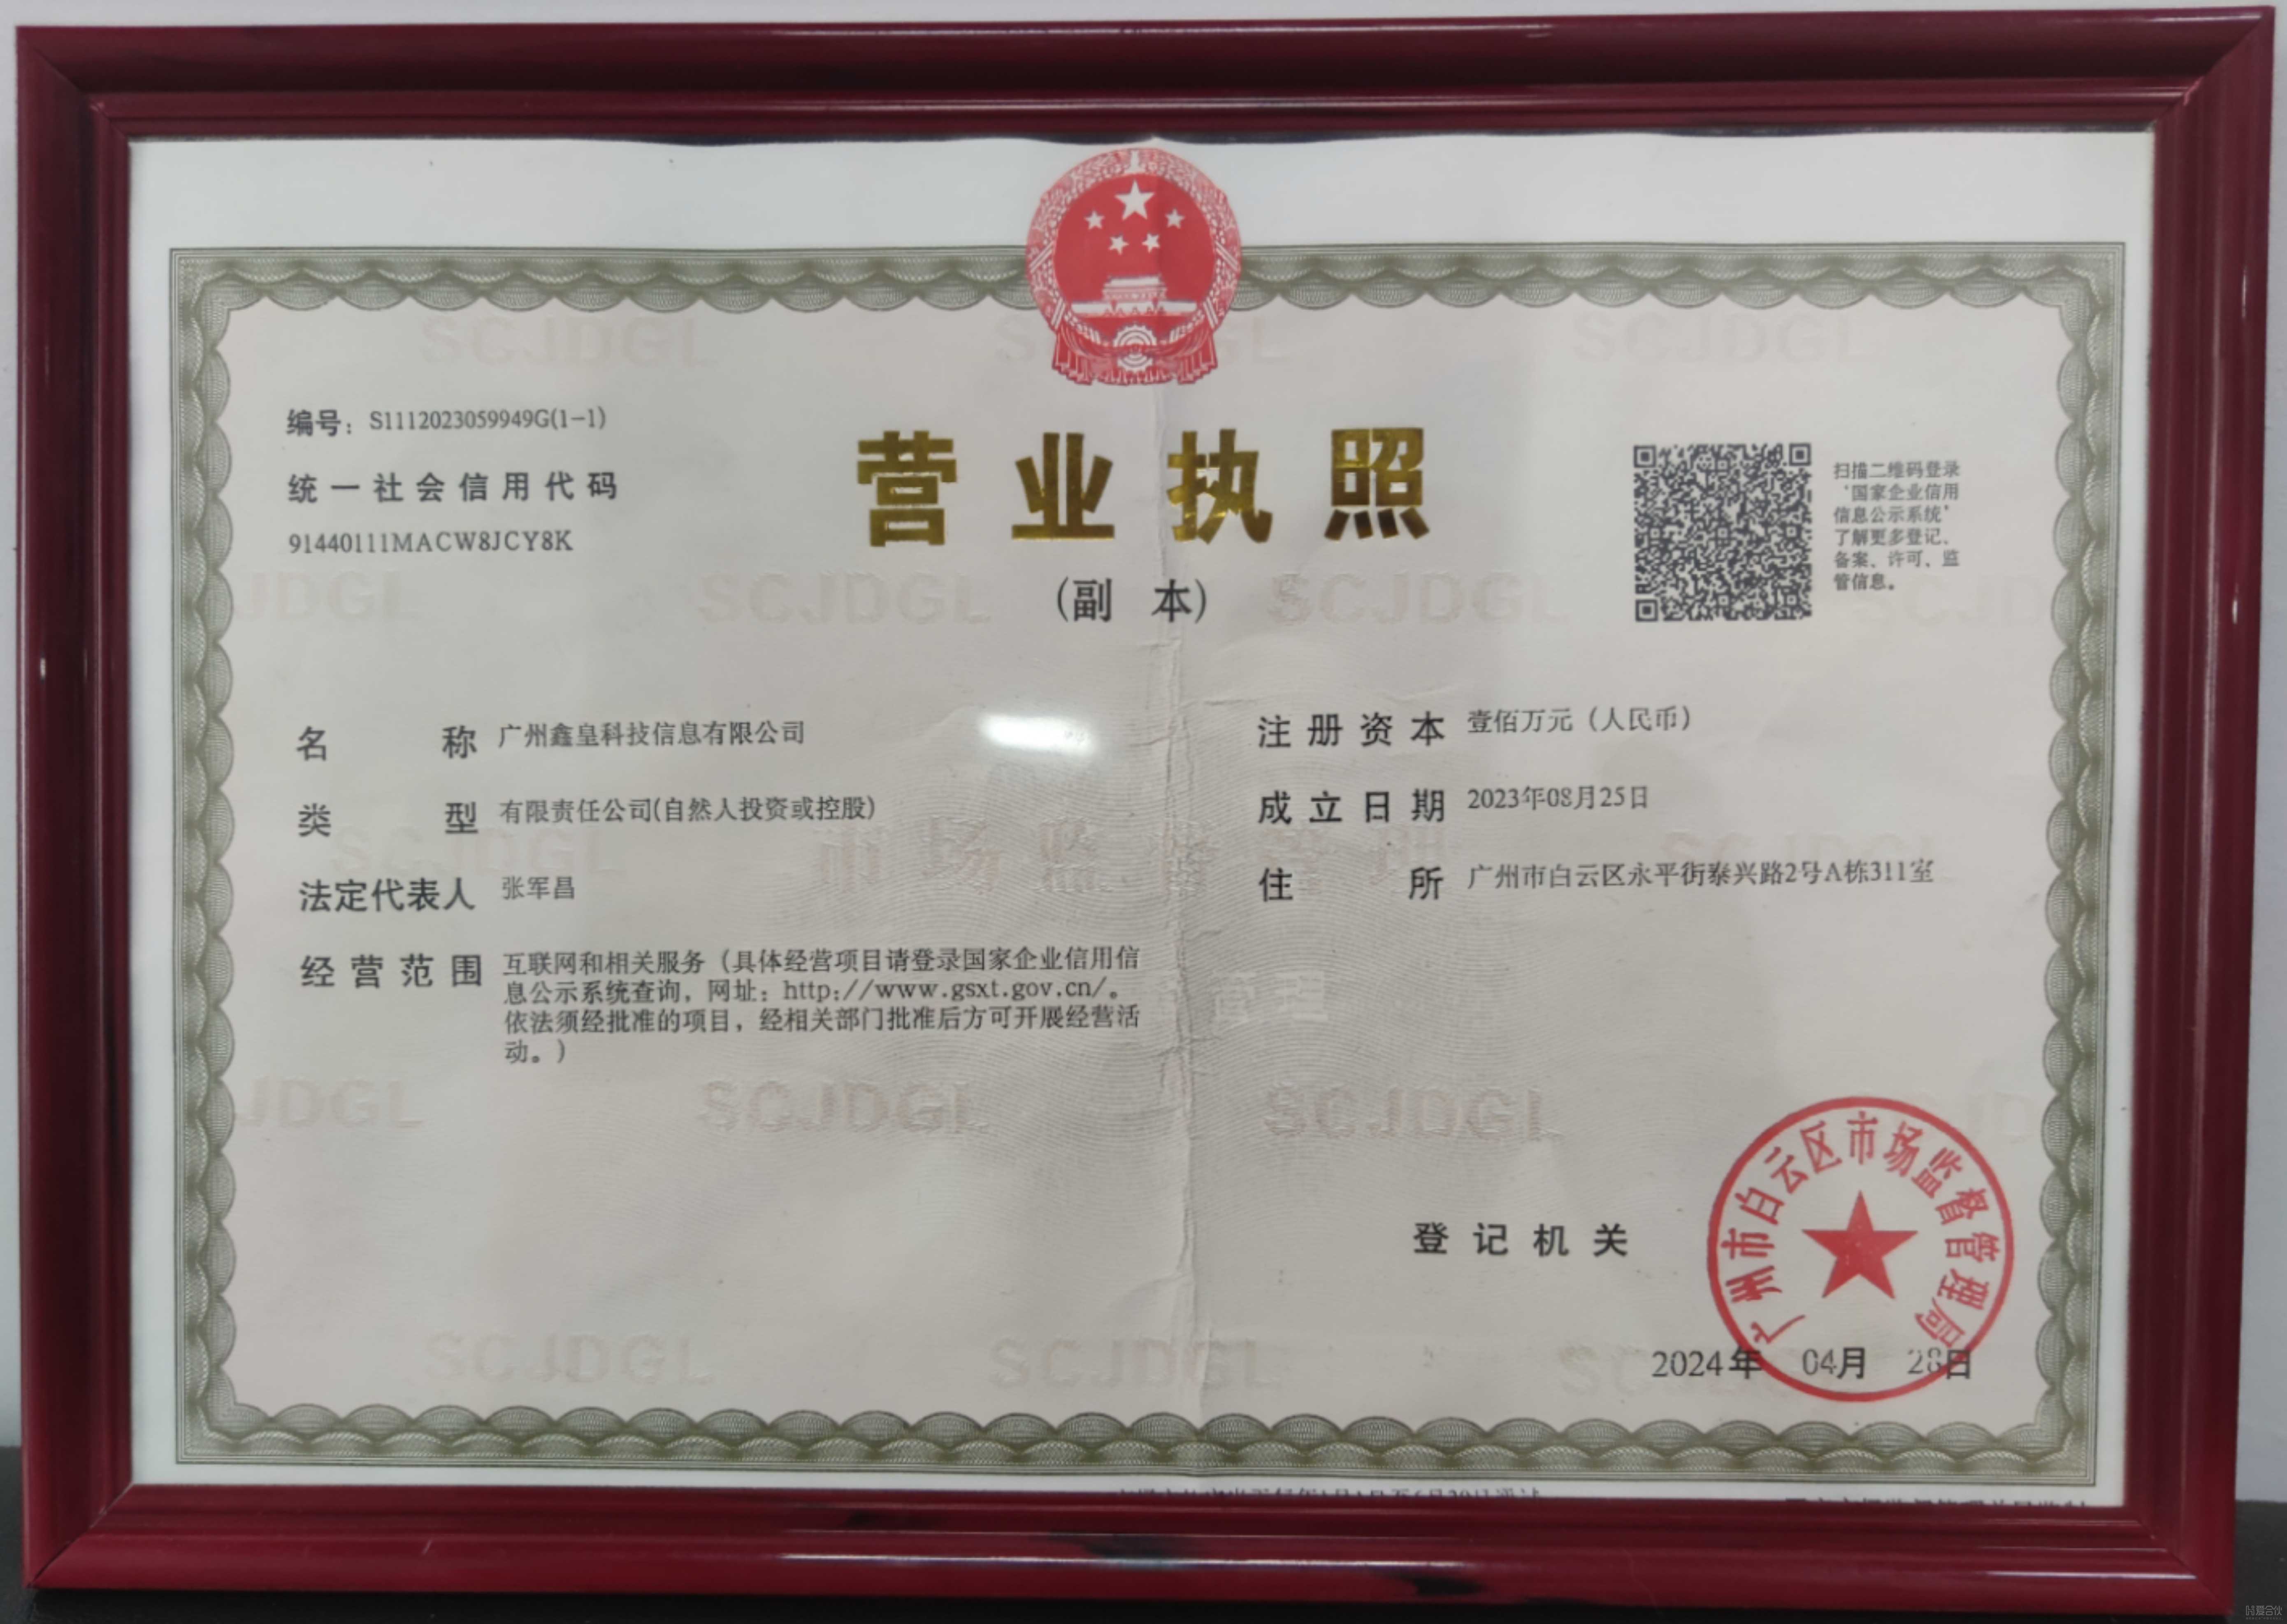 编号：S1112023059949G(1-1)
统一社会信用代码
91440111MACW8JCY8K
营业执照
(副 本)
扫描二维码登录
‘国家企业信用
信息公示系统’
了解更多登记、
备案、许可、监
管信息。
名称 广州鑫皇科技信息有限公司
类型 有限责任公司(自然人投资或控股)
法定代表人 张军昌
经营范围 互联网和相关服务（具体经营项目请登录国家企业信用信
息公示系统查询，网址：http://www.gsxt.gov.cn/。
依法须经批准的项目，经相关部门批准后方可开展经营活
动。）
注册资本 壹佰万元（人民币）
成立日期 2023年08月25日
住所 广州市白云区永平街泰兴路2号A栋311室
登记机关
广州市白云区市场监督管理局
2024年 04月 28日
SCJDGL
爱合伙